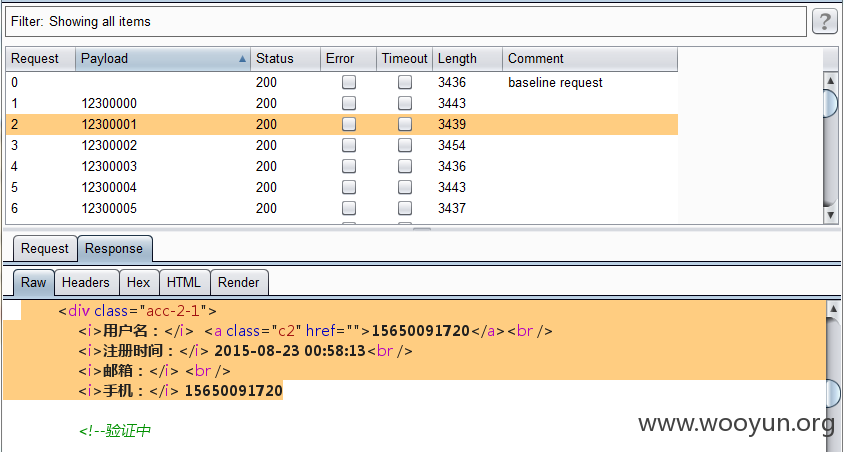 Filter: Showing all items ?
Request Payload Status Error Timeout Length Comment
0 200 3436 baseline request
1 12300000 200 3443
2 12300001 200 3439
3 12300002 200 3454
4 12300003 200 3436
5 12300004 200 3443
6 12300005 200 3437
Request Response
Raw Headers Hex HTML Render
<div class="acc-2-1">
<i>用户名：</i> <a class="c2" href="">15650091720</a><br />
<i>注册时间：</i> 2015-08-23 00:58:13<br />
<i>邮箱：</i> <br />
<i>手机：</i> 15650091720
<!--验证中
www.wooyun.org